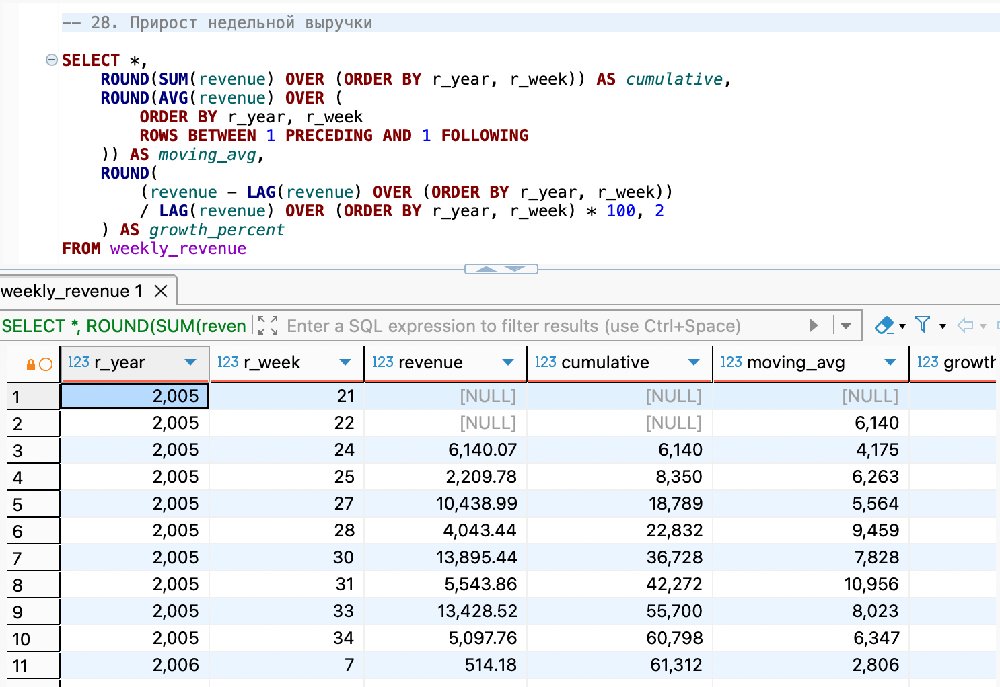 -- 28. Прирост недельной выручки
SELECT *,
ROUND(SUM(revenue) OVER (ORDER BY r_year, r_week)) AS cumulative,
ROUND(AVG(revenue) OVER (
ORDER BY r_year, r_week
ROWS BETWEEN 1 PRECEDING AND 1 FOLLOWING
)) AS moving_avg,
ROUND(
(revenue - LAG(revenue) OVER (ORDER BY r_year, r_week))
/ LAG(revenue) OVER (ORDER BY r_year, r_week) * 100, 2
) AS growth_percent
FROM weekly_revenue
weekly_revenue 1
SELECT *, ROUND(SUM(reven Enter a SQL expression to filter results (use Ctrl+Space)
123 r_year 123 r_week 123 revenue 123 cumulative 123 moving_avg 123 growth
1 2,005 21 [NULL] [NULL] [NULL]
2 2,005 22 [NULL] [NULL] 6,140
3 2,005 24 6,140.07 6,140 4,175
4 2,005 25 2,209.78 8,350 6,263
5 2,005 27 10,438.99 18,789 5,564
6 2,005 28 4,043.44 22,832 9,459
7 2,005 30 13,895.44 36,728 7,828
8 2,005 31 5,543.86 42,272 10,956
9 2,005 33 13,428.52 55,700 8,023
10 2,005 34 5,097.76 60,798 6,347
11 2,006 7 514.18 61,312 2,806